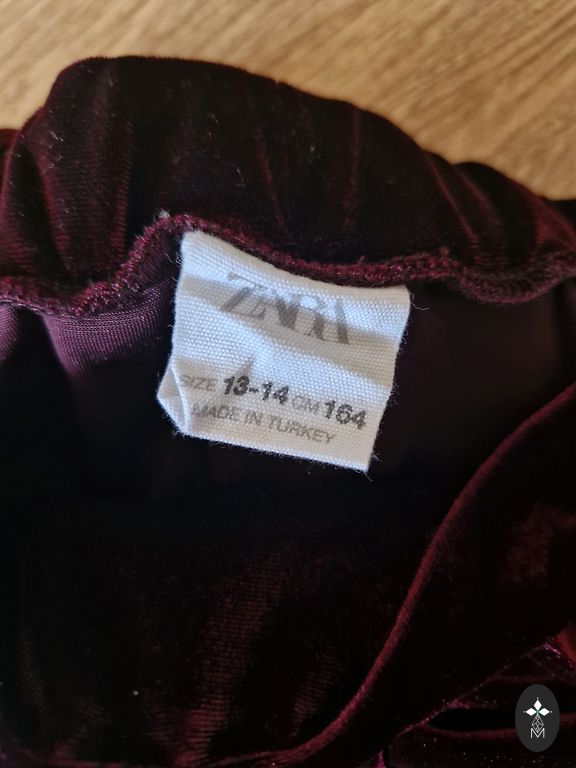 ZARA
SIZE 13-14 CM 164
MADE IN TURKEY
M